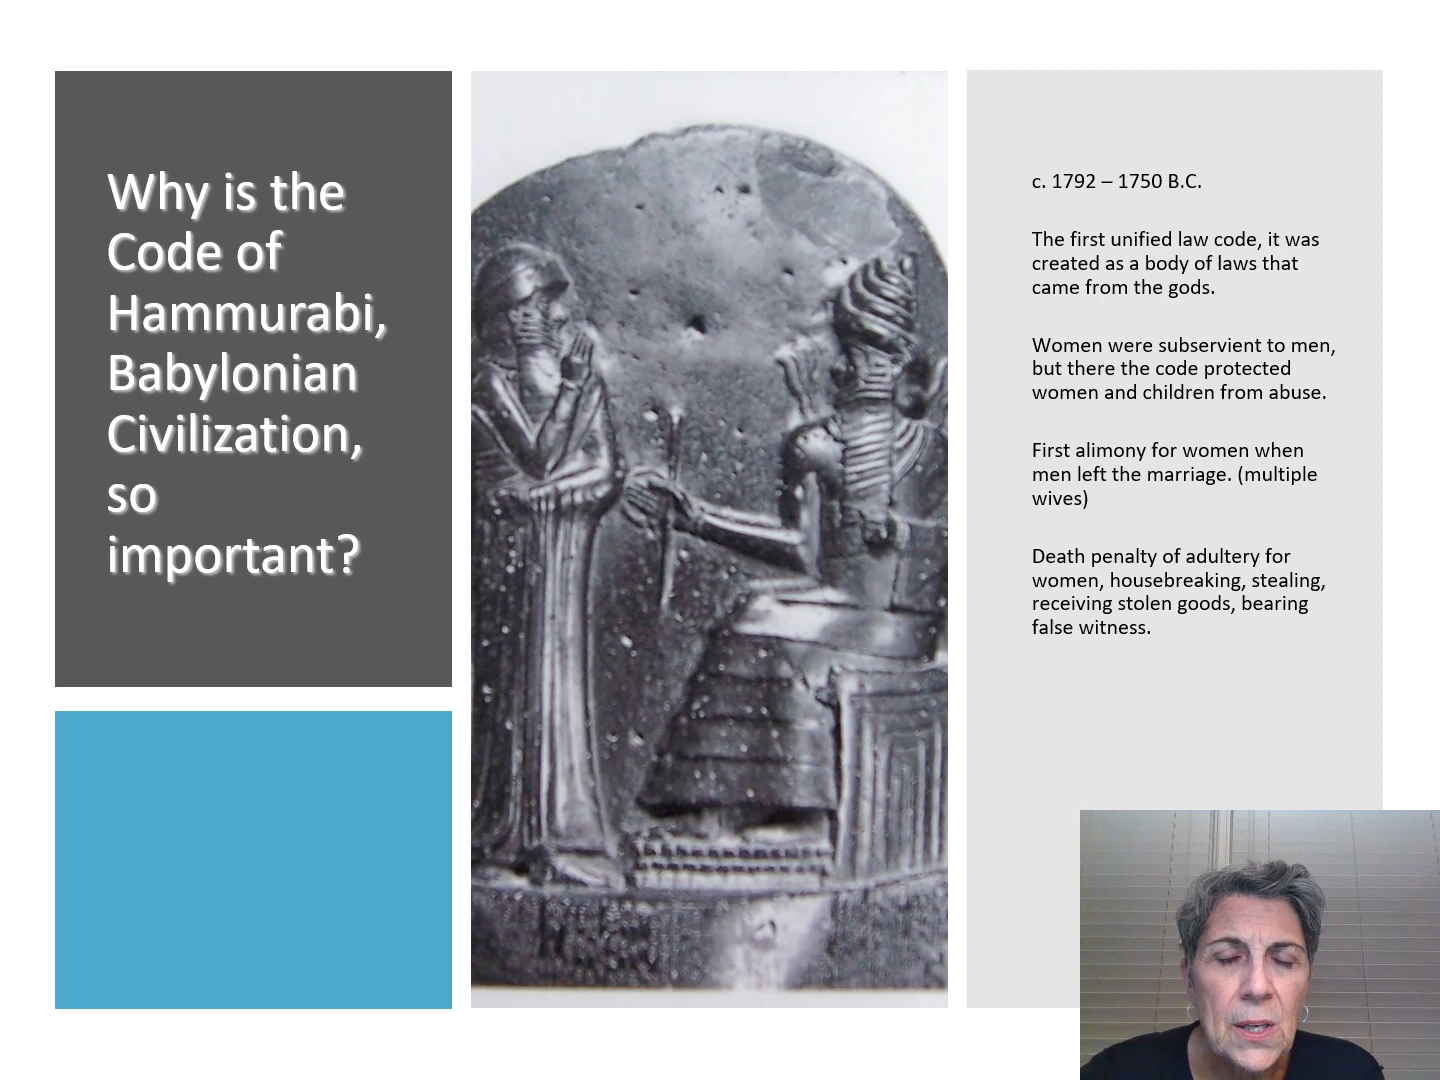 Why is the
Code of
Hammurabi,
Babylonian
Civilization,
so
important?
c. 1792 – 1750 B.C.
The first unified law code, it was
created as a body of laws that
came from the gods.
Women were subservient to men,
but there the code protected
women and children from abuse.
First alimony for women when
men left the marriage. (multiple
wives)
Death penalty of adultery for
women, housebreaking, stealing,
receiving stolen goods, bearing
false witness.